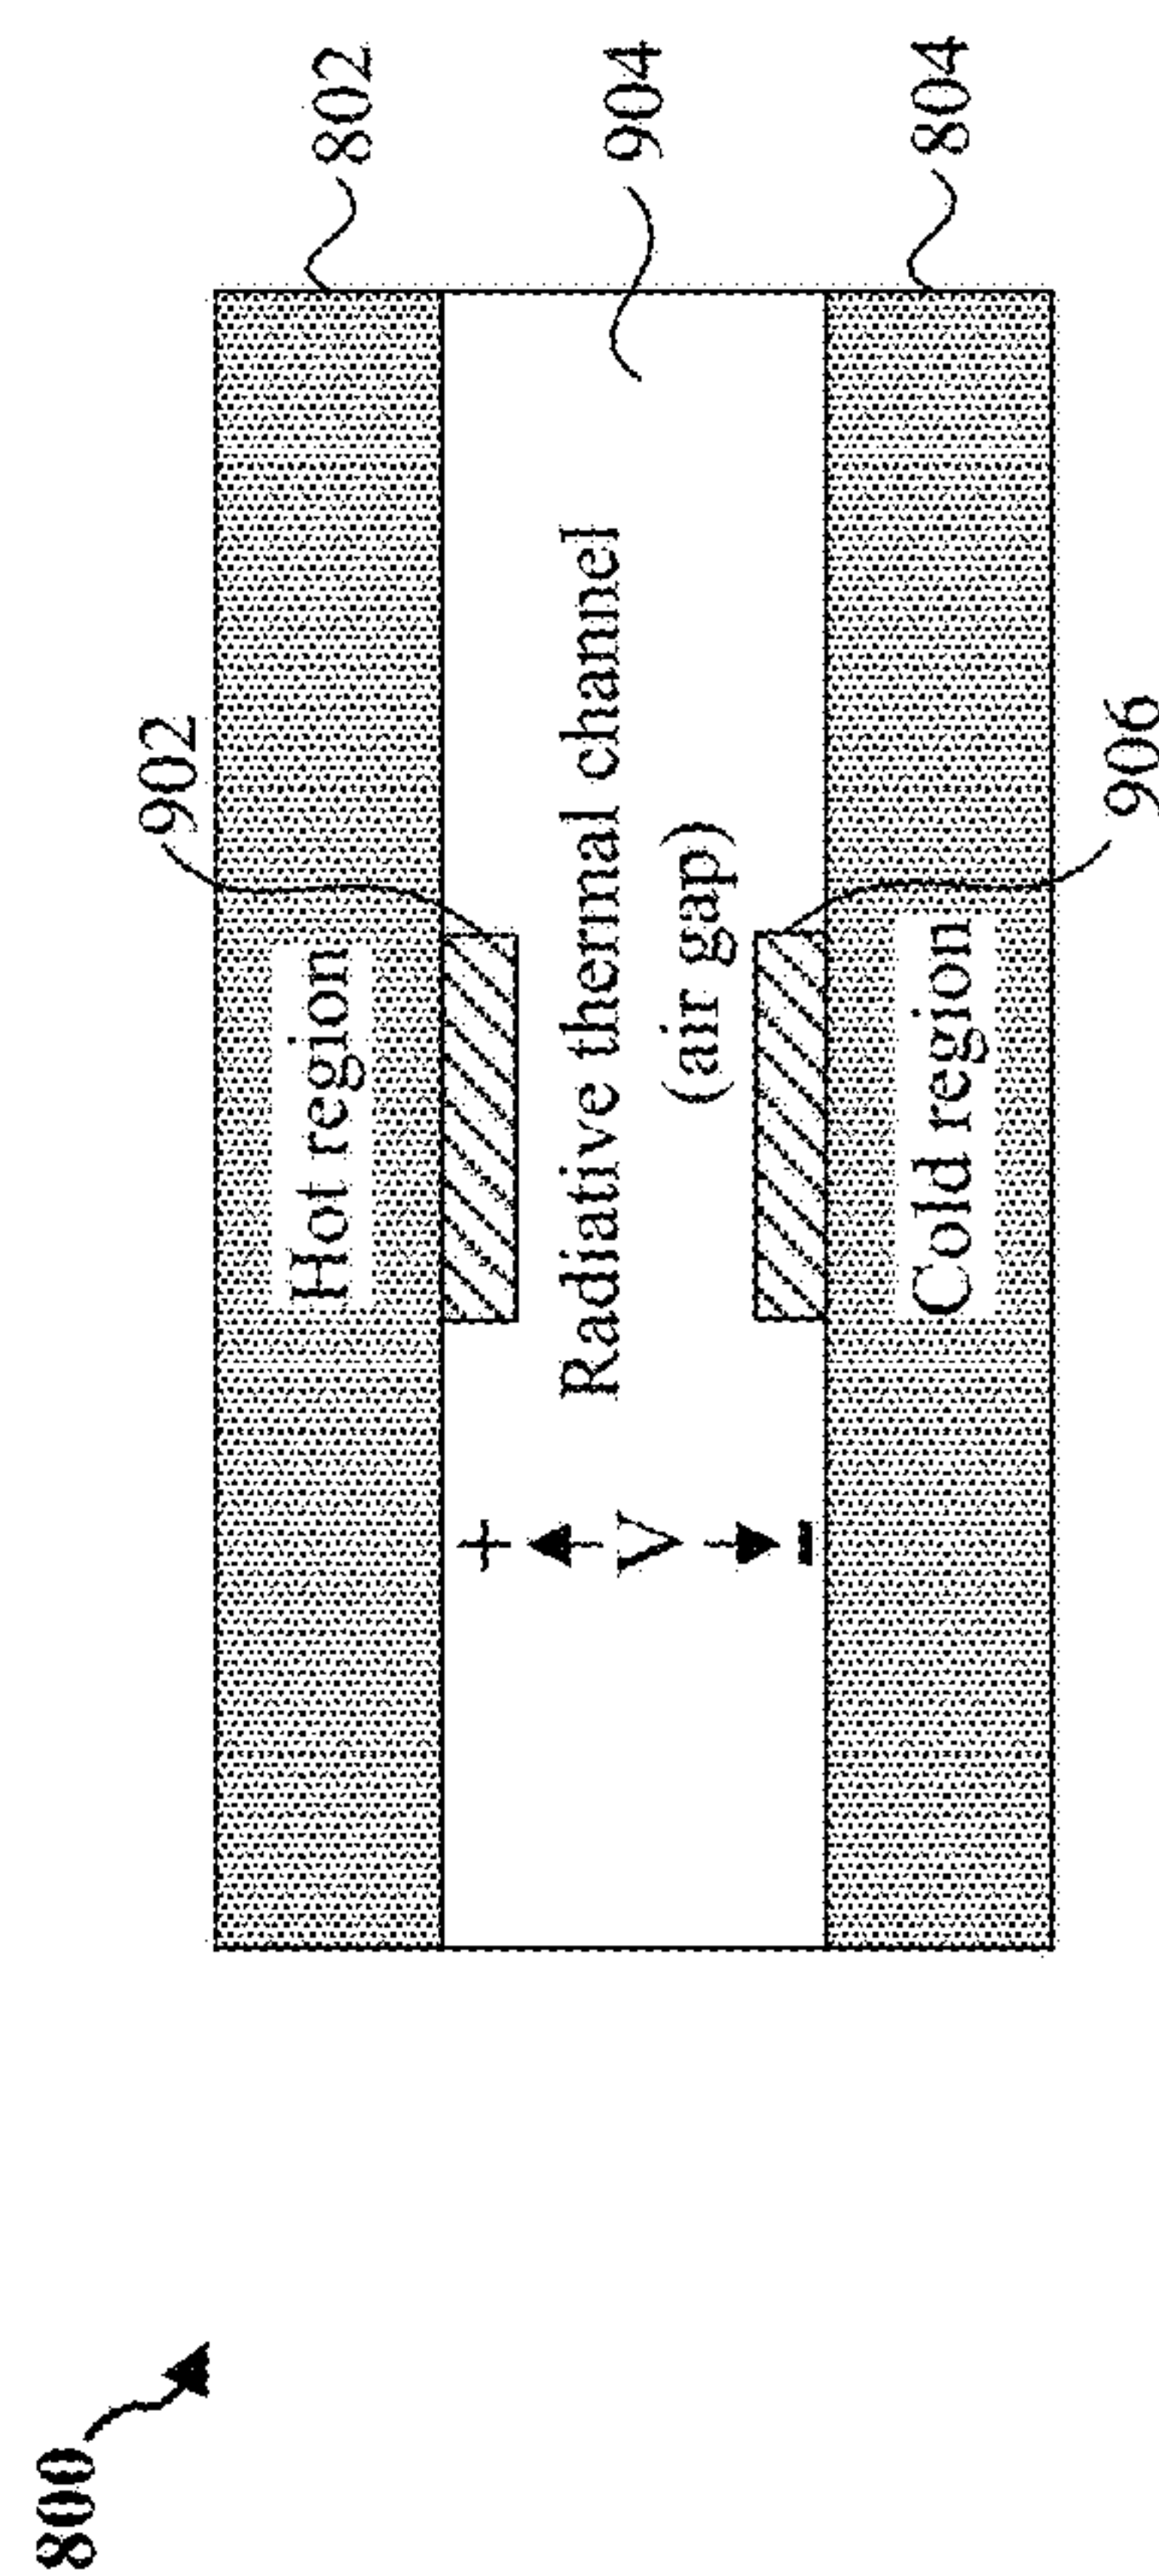 800
802
902
Hot region
+
V
-
Radiative thermal channel
(air gap)
904
Cold region
804
906